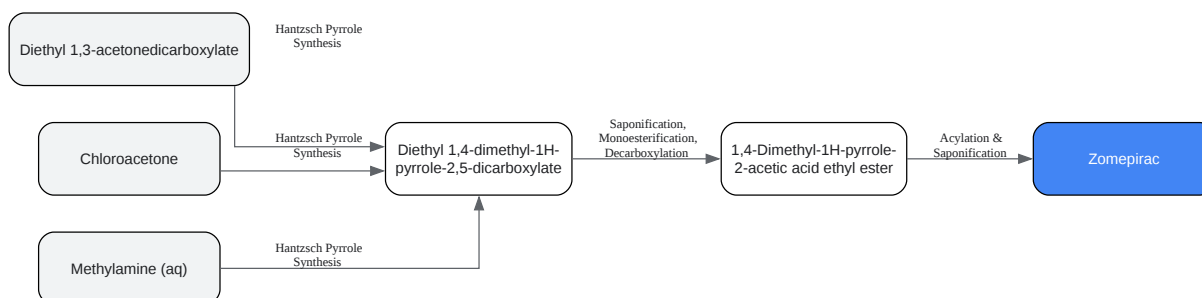 Hantzsch Pyrrole
Synthesis
Diethyl 1,3-acetonedicarboxylate
Chloroacetone
Hantzsch Pyrrole
Synthesis
Diethyl 1,4-dimethyl-1H-
pyrrole-2,5-dicarboxylate
Saponification,
Monoesterification,
Decarboxylation
1,4-Dimethyl-1H-pyrrole-
2-acetic acid ethyl ester
Acylation &
Saponification
Zomepirac
Methylamine (aq)
Hantzsch Pyrrole
Synthesis